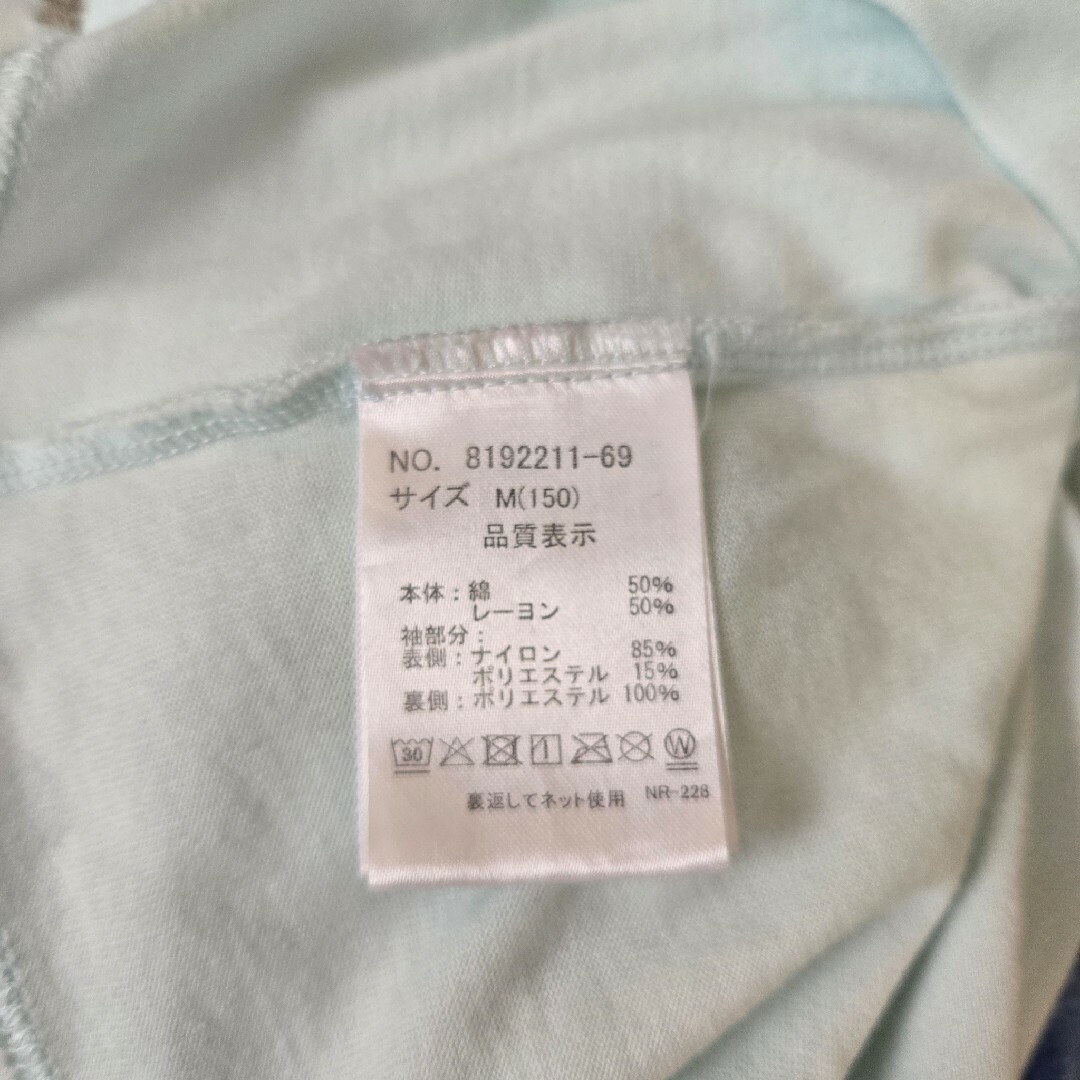 NO. 8192211-69
サイズ M(150)
品質表示
本体：綿 50%
レーヨン 50%
袖部分：
表側：ナイロン 85%
ポリエステル 15%
裏側：ポリエステル 100%
30 1 W
裏返してネット使用 NR-228